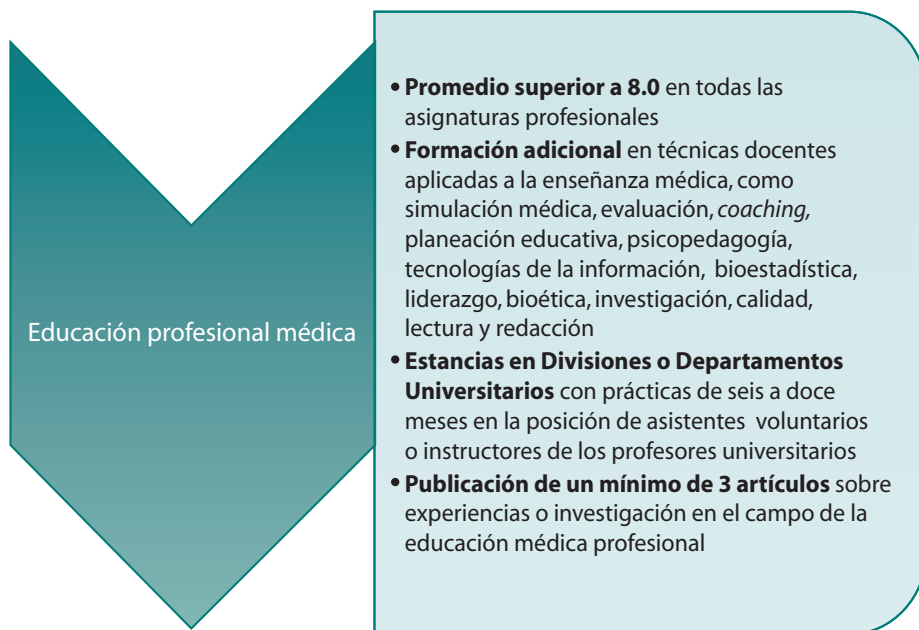 Educación profesional médica
• Promedio superior a 8.0 en todas las
asignaturas profesionales
• Formación adicional en técnicas docentes
aplicadas a la enseñanza médica, como
simulación médica, evaluación, coaching,
planeación educativa, psicopedagogía,
tecnologías de la información, bioestadística,
liderazgo, bioética, investigación, calidad,
lectura y redacción
• Estancias en Divisiones o Departamentos
Universitarios con prácticas de seis a doce
meses en la posición de asistentes voluntarios
o instructores de los profesores universitarios
• Publicación de un mínimo de 3 artículos sobre
experiencias o investigación en el campo de la
educación médica profesional